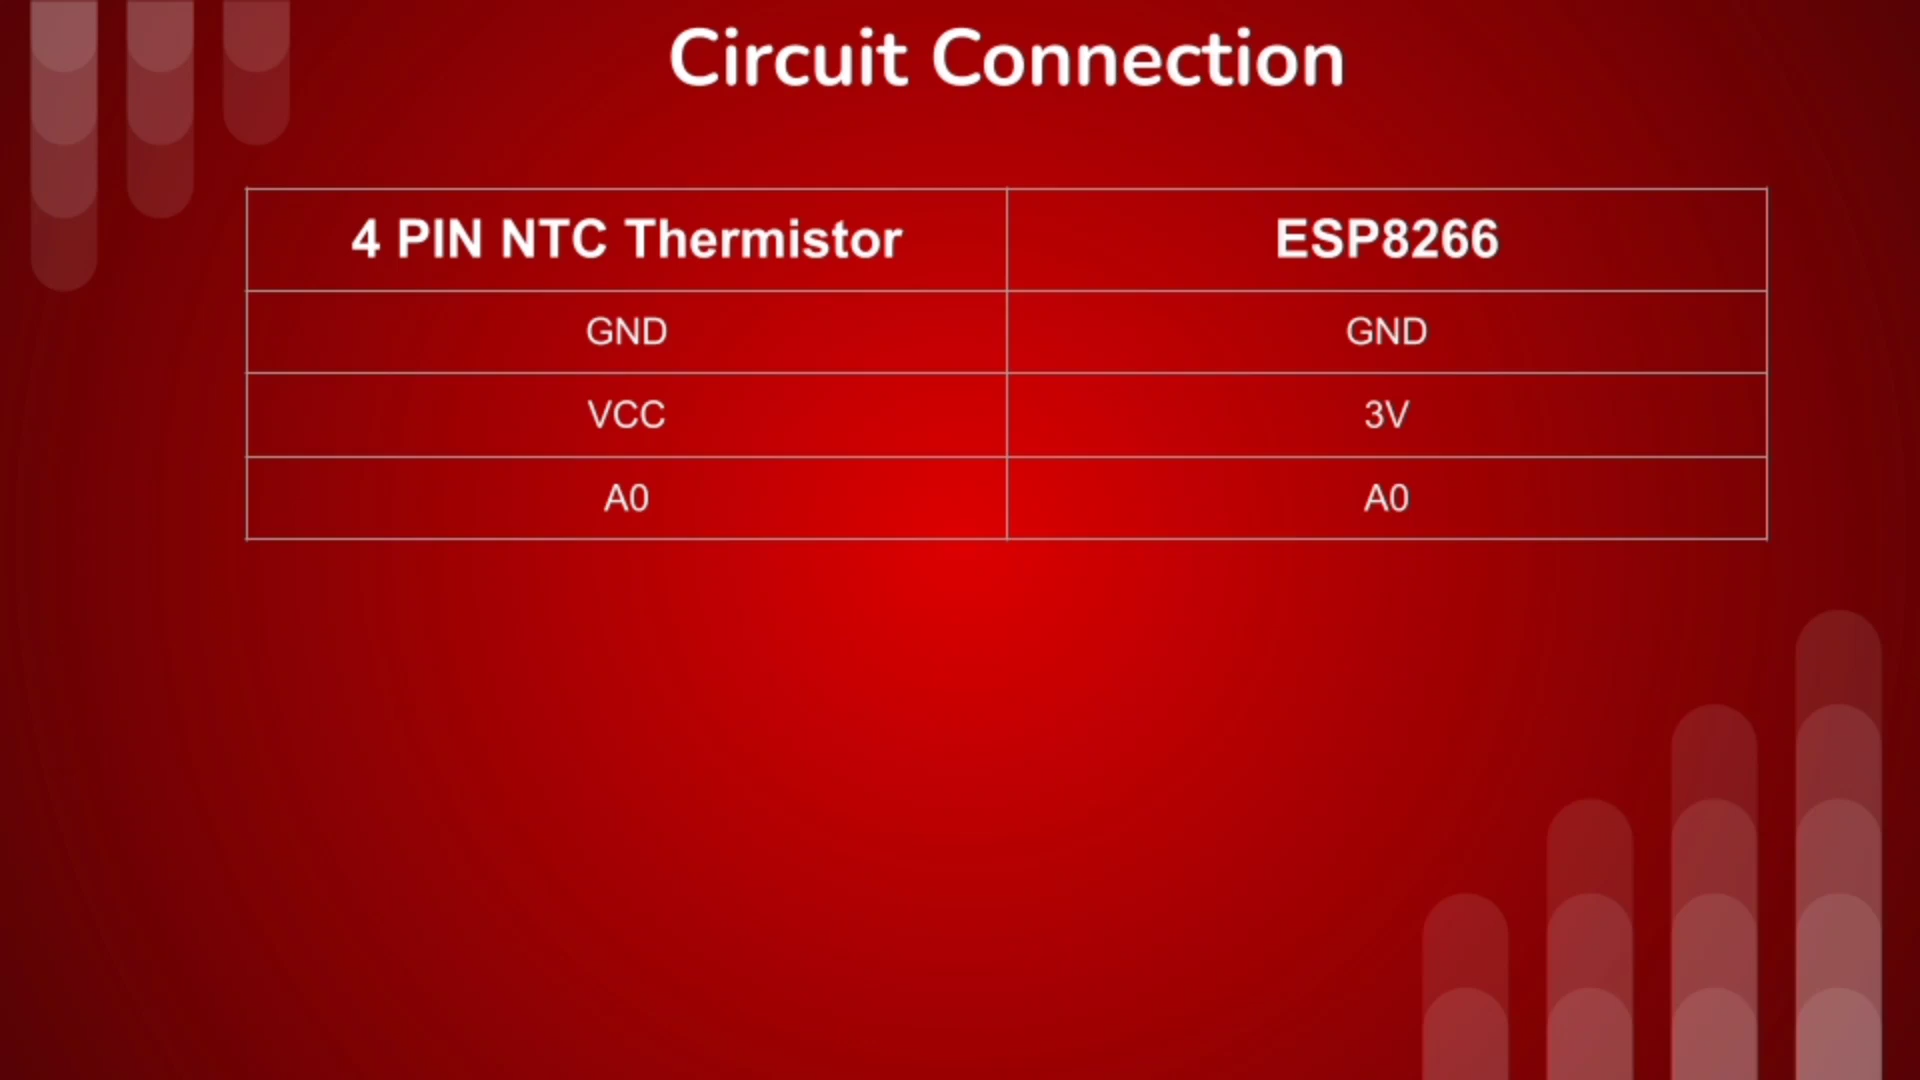 Circuit Connection
4 PIN NTC Thermistor ESP8266
GND GND
VCC 3V
A0 A0